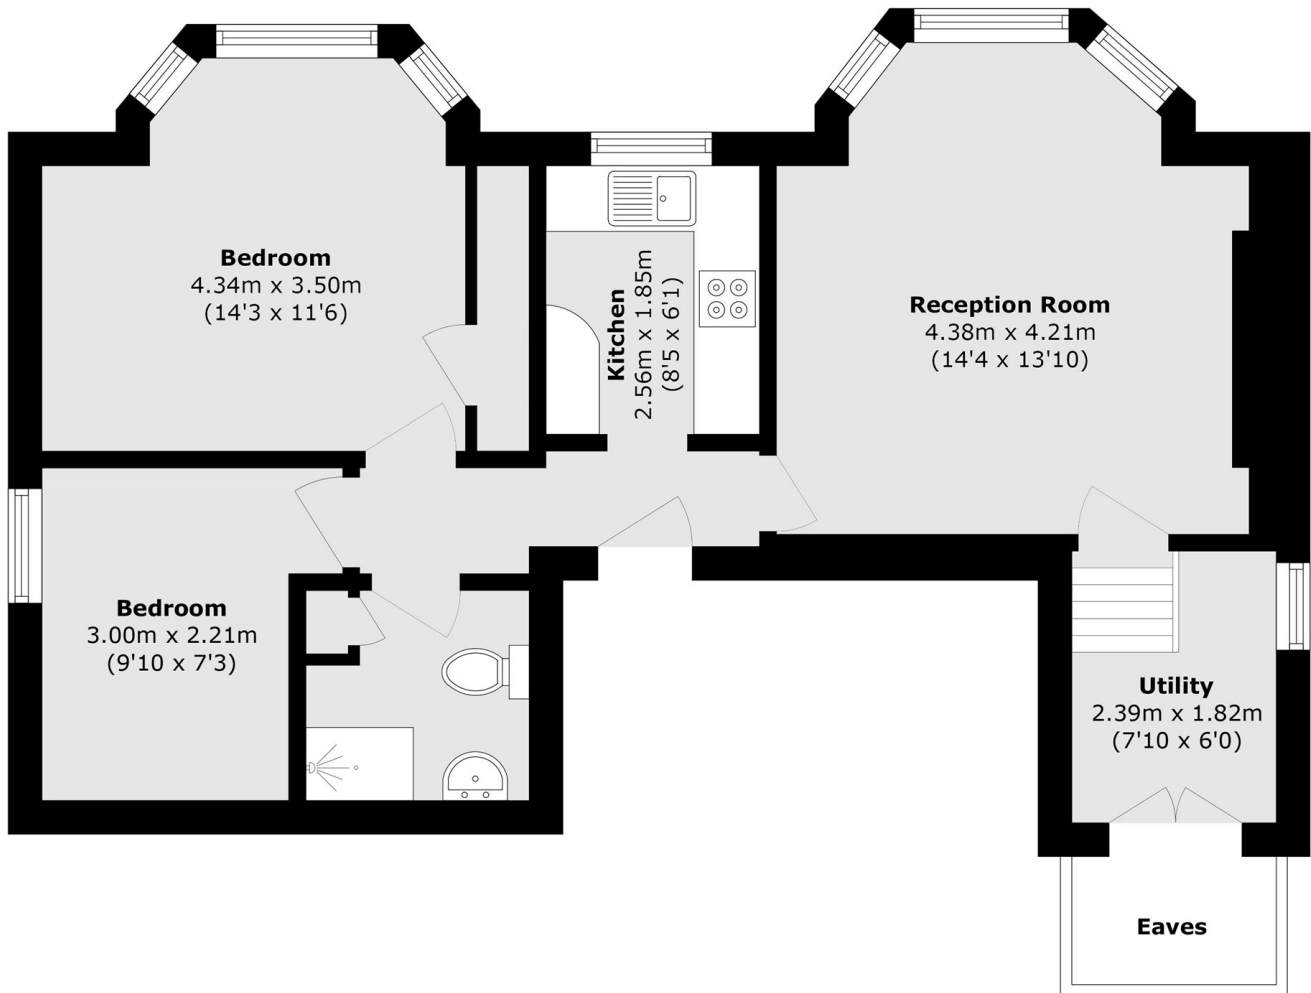 Bedroom
4.34m x 3.50m
(14'3 x 11'6)
Kitchen
2.56m x 1.85m
(8'5 x 6'1)
Reception Room
4.38m x 4.21m
(14'4 x 13'10)
Bedroom
3.00m x 2.21m
(9'10 x 7'3)
Utility
2.39m x 1.82m
(7'10 x 6'0)
Eaves